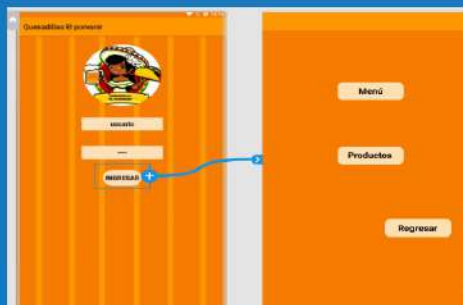 Quesadillas El porvenir
usuario
INGRESAR
Menú
Productos
Regresar